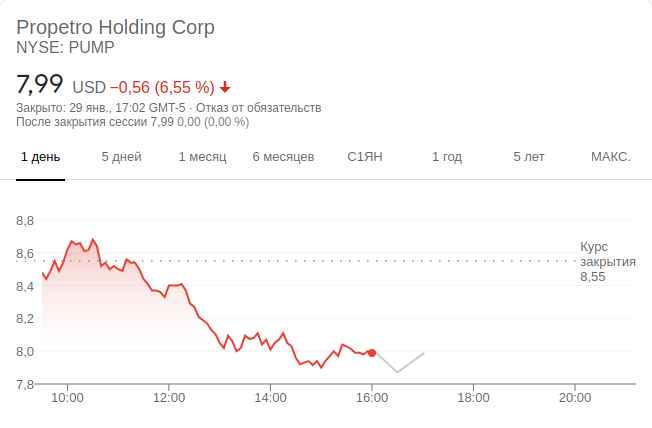 Propetro Holding Corp
NYSE: PUMP
7,99 USD −0,56 (6,55 %)
Закрыто: 29 янв., 17:02 GMT-5 · Отказ от обязательств
После закрытия сессии 7,99 0,00 (0,00 %)
1 день 5 дней 1 месяц 6 месяцев С1ЯН 1 год 5 лет МАКС.
8,8
8,6
8,4
8,2
8,0
7,8
Курс
закрытия
8,55
10:00 12:00 14:00 16:00 18:00 20:00